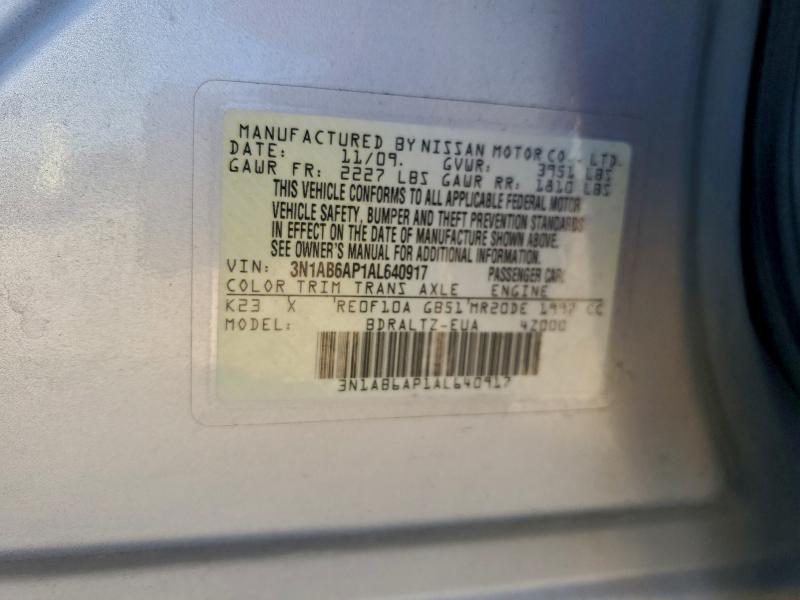 MANUFACTURED BY NISSAN MOTOR CO., LTD.
DATE: 11/09. GVWR: 3951 LBS
GAWR FR: 2227 LBS GAWR RR: 1810 LBS
THIS VEHICLE CONFORMS TO ALL APPLICABLE FEDERAL MOTOR
VEHICLE SAFETY, BUMPER AND THEFT PREVENTION STANDARDS
IN EFFECT ON THE DATE OF MANUFACTURE SHOWN ABOVE.
SEE OWNER'S MANUAL FOR ADDITIONAL INFORMATION.
VIN: 3N1AB6AP1AL640917 PASSENGER CAR
COLOR TRIM TRANS AXLE ENGINE
K23 X RE0F10A GB51 MR20DE 1997 CC
MODEL: BDRALTZ-EUA 42000
3N1AB6AP1AL640917